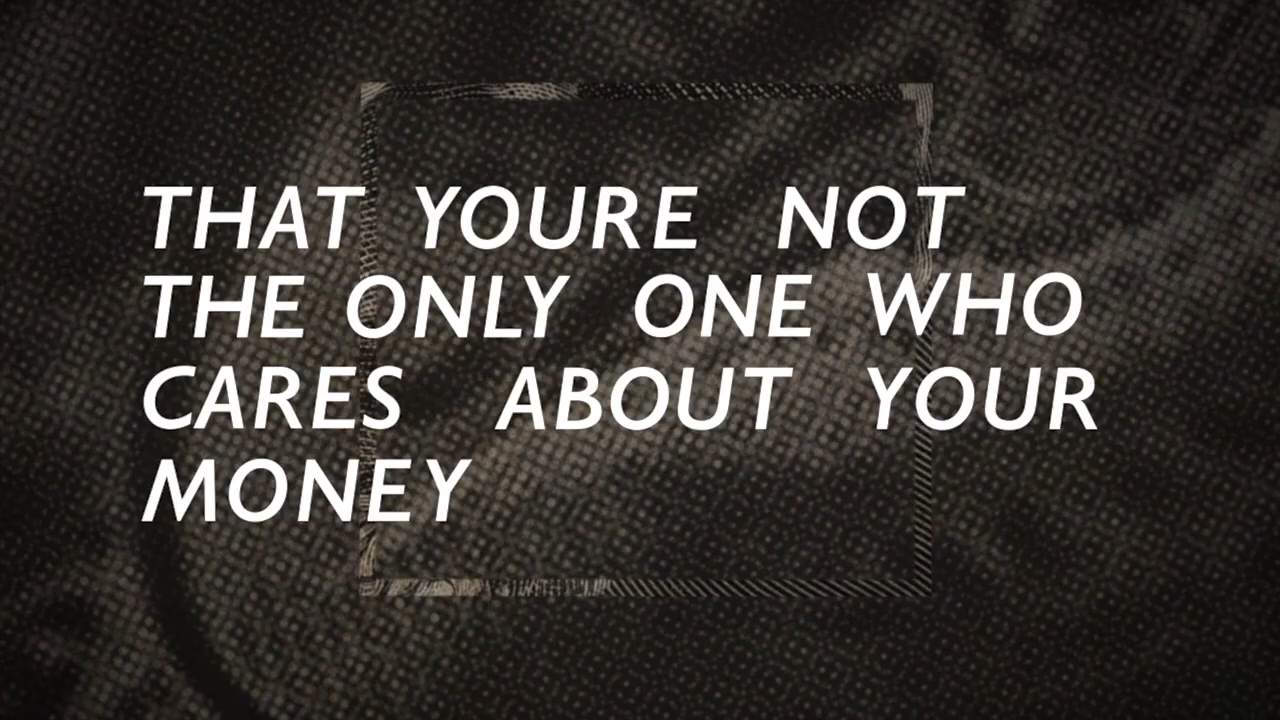 THAT YOURE NOT
THE ONLY ONE WHO
CARES ABOUT YOUR
MONEY